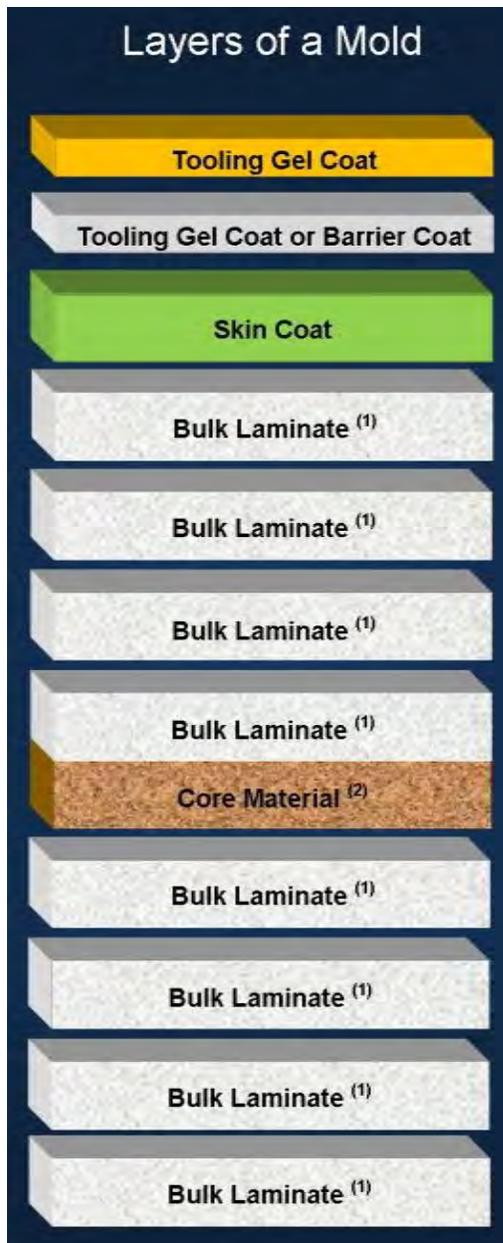 Layers of a Mold
Tooling Gel Coat
Tooling Gel Coat or Barrier Coat
Skin Coat
Bulk Laminate (1)
Bulk Laminate (1)
Bulk Laminate (1)
Bulk Laminate (1)
Core Material (2)
Bulk Laminate (1)
Bulk Laminate (1)
Bulk Laminate (1)
Bulk Laminate (1)